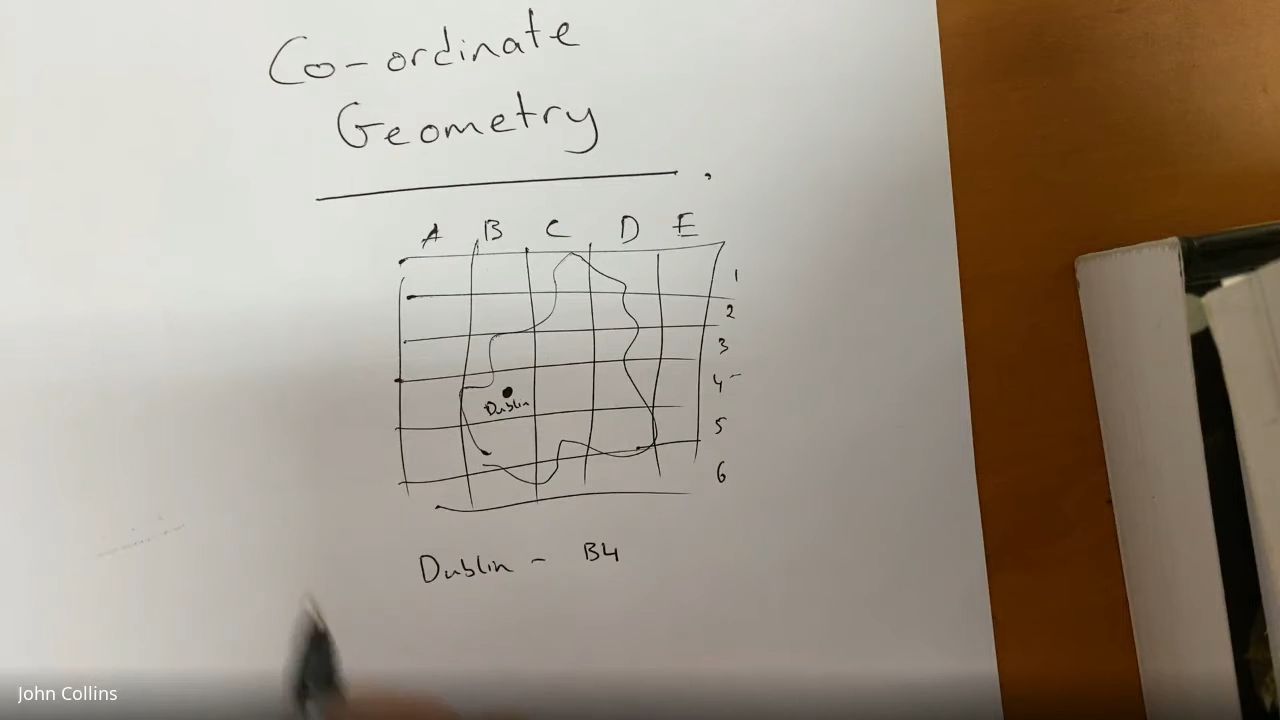 Co-ordinate
Geometry
A B C D E
1
2
3
4
5
6
Dublin
Dublin - B4
John Collins